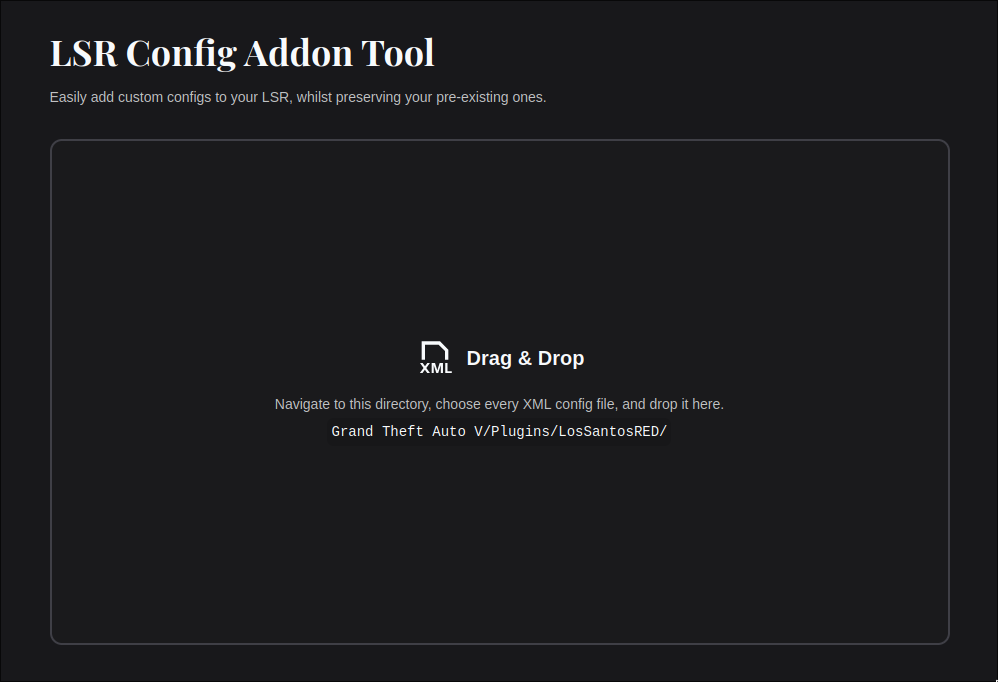 LSR Config Addon Tool
Easily add custom configs to your LSR, whilst preserving your pre-existing ones.
XML
Drag & Drop
Navigate to this directory, choose every XML config file, and drop it here.
Grand Theft Auto V/Plugins/LosSantosRED/